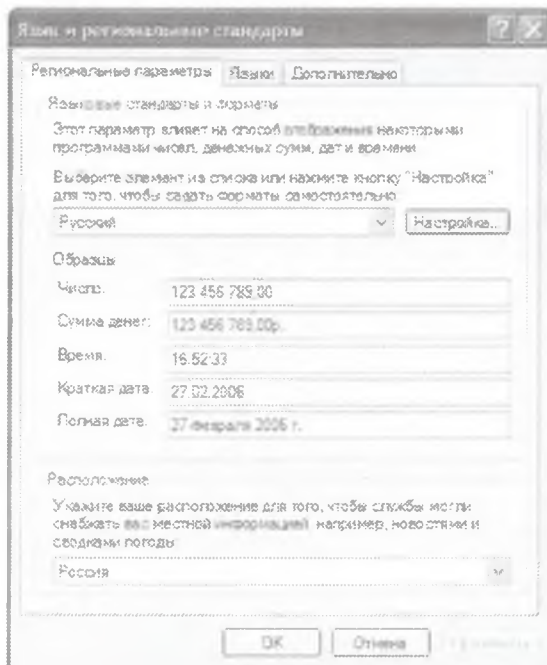 Язык и региональные стандарты
Региональные параметры Языки Дополнительно
Языковые стандарты и форматы
Этот параметр влияет на способ отображения некоторыми
программами чисел, денежных сумм, дат и времени.
Выберите элемент из списка или нажмите кнопку "Настройка"
для того, чтобы задать форматы самостоятельно:
Русский Настройка...
Образцы
Число: 123 456 789,00
Сумма денег: 123 456 789,00р.
Время: 16:52:33
Краткая дата: 27.02.2006
Полная дата: 27 февраля 2006 г.
Расположение
Укажите ваше расположение для того, чтобы службы могли
снабжать вас местной информацией, например, новостями и
сводками погоды:
Россия
OK Отмена